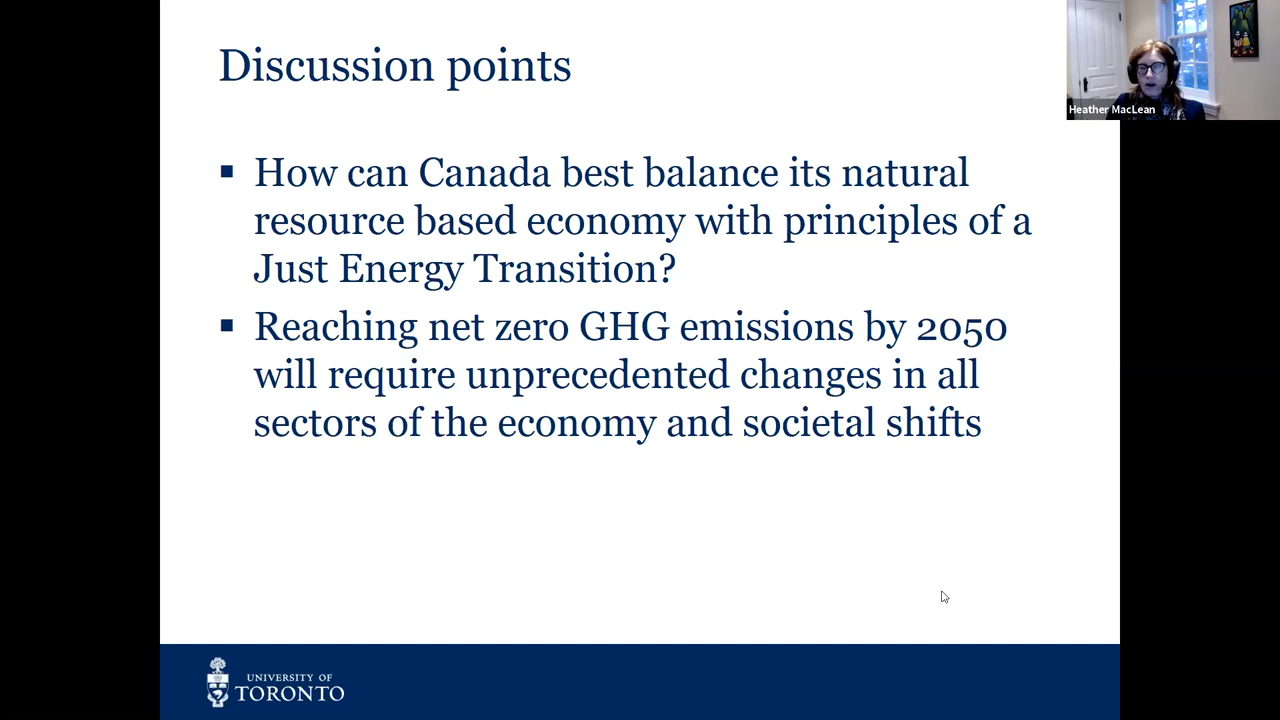 Discussion points
Heather MacLean
▪ How can Canada best balance its natural
resource based economy with principles of a
Just Energy Transition?
▪ Reaching net zero GHG emissions by 2050
will require unprecedented changes in all
sectors of the economy and societal shifts
UNIVERSITY OF
TORONTO